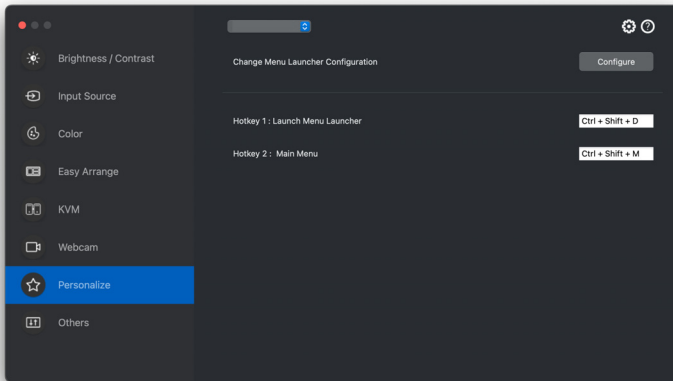 Brightness / Contrast
Input Source
Color
Easy Arrange
KVM
Webcam
Personalize
Others
Change Menu Launcher Configuration
Configure
Hotkey 1 : Launch Menu Launcher
Ctrl + Shift + D
Hotkey 2 : Main Menu
Ctrl + Shift + M